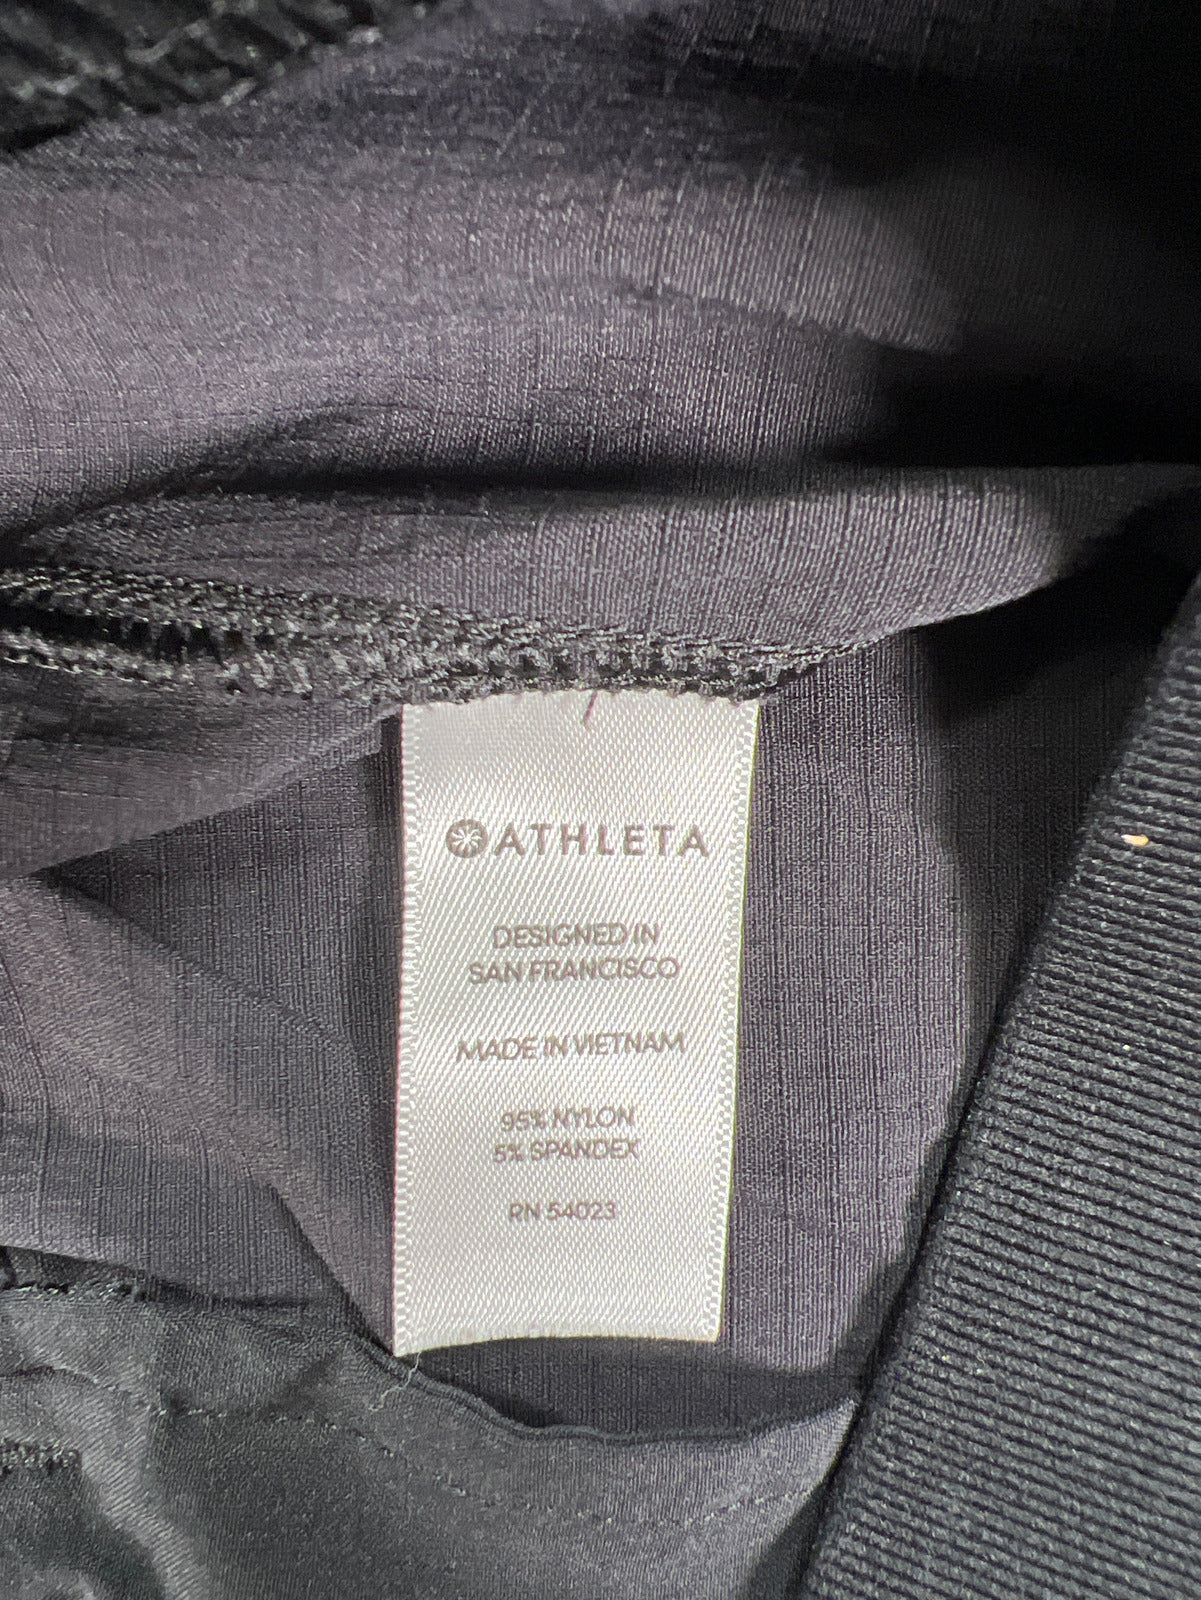 ATHLETA
DESIGNED IN
SAN FRANCISCO
MADE IN VIETNAM
95% NYLON
5% SPANDEX
RN 54023